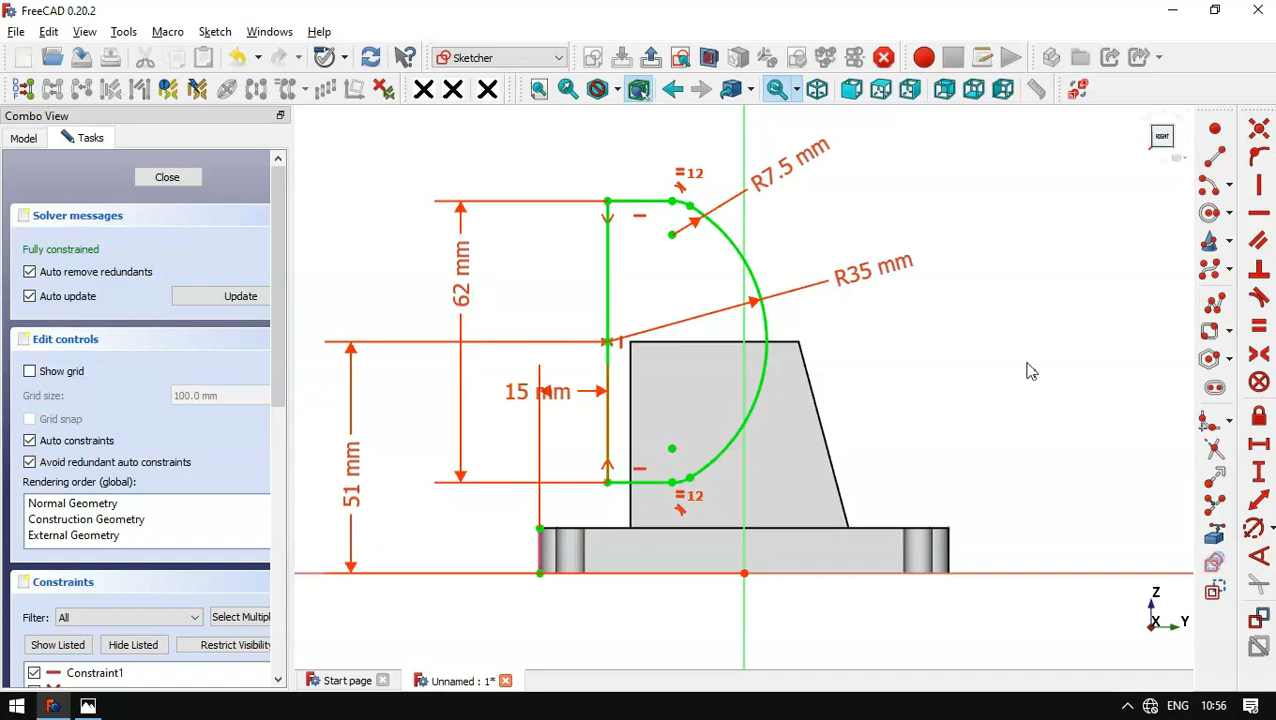 FreeCAD 0.20.2
File Edit View Tools Macro Sketch Windows Help
Sketcher
Combo View
Model Tasks
Close
Solver messages
Fully constrained
Auto remove redundants
Auto update Update
Edit controls
Show grid
Grid size: 100.0 mm
Grid snap
Auto constraints
Avoid redundant auto constraints
Rendering order (global):
Normal Geometry
Construction Geometry
External Geometry
Constraints
Filter: All Select Multipl
Show Listed Hide Listed Restrict Visibility
Constraint1
12
R7.5 mm
R35 mm
62 mm
15 mm
51 mm
12
RIGHT
Z
X Y
Start page Unnamed : 1*
ENG 10:56